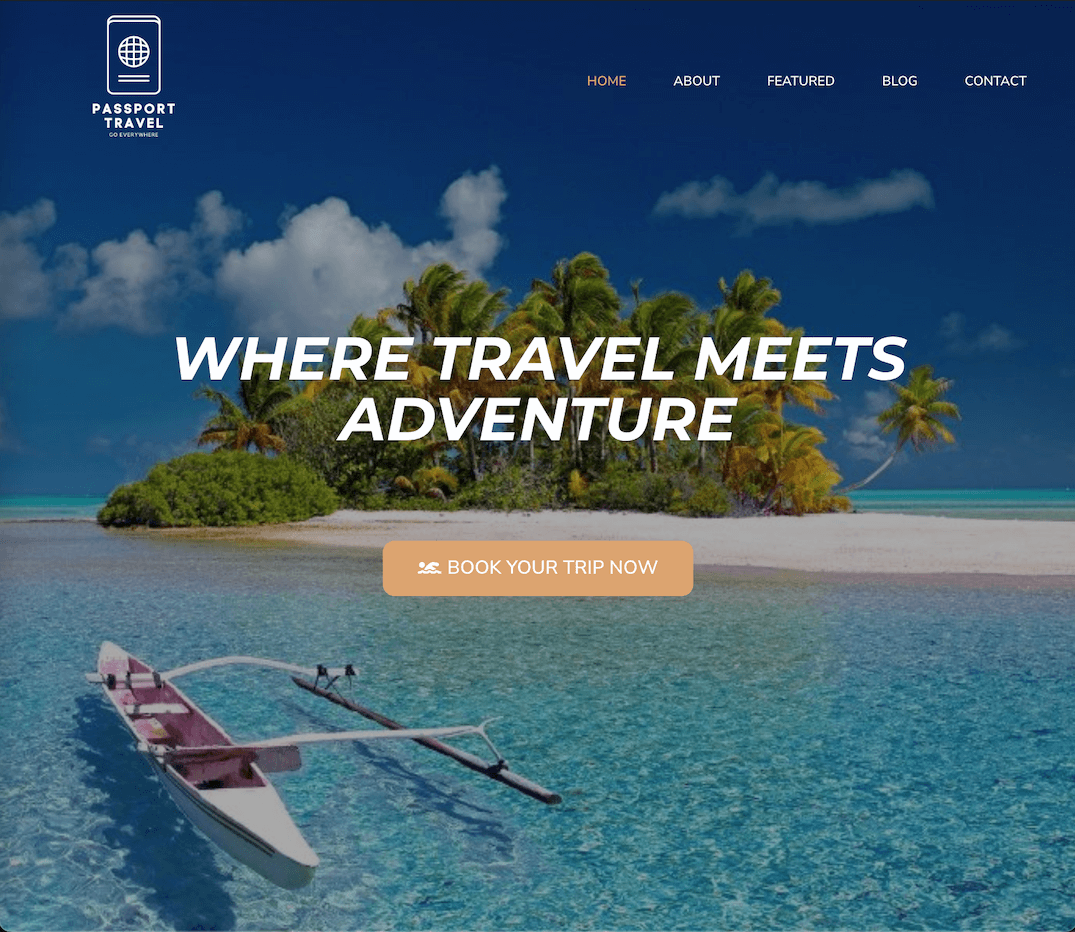 PASSPORT
TRAVEL
GO EVERYWHERE
HOME ABOUT FEATURED BLOG CONTACT
WHERE TRAVEL MEETS
ADVENTURE
BOOK YOUR TRIP NOW